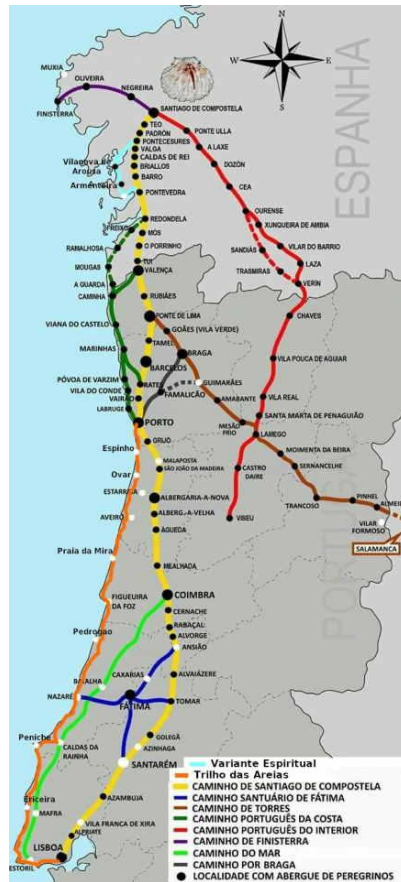 N
W
E
S
ESPANHA
PORTUGAL
MUXIA
OLIVEIRA
NEGREIRA
FINISTERRA
SANTIAGO DE COMPOSTELA
TEO
PADRÓN
PONTECESURES
VALGA
CALDAS DE REI
BRIALLOS
BARRO
Vilanova de
Arousa
Armenteira
PONTEVEDRA
PONTE ULLA
A LAXE
DOZÓN
CEA
OURENSE
XUNQUEIRA DE AMBIA
SANDIÁS
VILAR DO BARRIO
TRASMIRAS
LAZA
VERÍN
REDONDELA
FREIXO
MÓS
RAMALHOSA
O PORRINHO
TUI
MOUGAS
VALENÇA
A GUARDA
CAMINHA
RUBIÃES
CHAVES
PONTE DE LIMA
VIANA DO CASTELO
GOÃES (VILA VERDE)
TAMEL
MARINHAS
BRAGA
BARCELOS
VILA POUCA DE AGUIAR
PÓVOA DE VARZIM
RATES
GUIMARÃES
VILA DO CONDE
FAMALICÃO
VAIRÃ
AMARANTE
VILA REAL
LABRUGE
MESÃO
FRIO
SANTA MARTA DE PENAGUIÃO
PORTO
LAMEGO
GRIJÓ
Espinho
MOIMENTA DA BEIRA
MALAPOSTA
SERNANCELHE
SÃO JOÃO DA MADEIRA
CASTRO
DAIRE
Ovar
ESTARREJA
ALBERGARIA-A-NOVA
PINHEL
TRANCOSO
ALMEI
ALBERG.-A-VELHA
AVEIRO
VISEU
VILAR
FORMOSO
ÁGUEDA
SALAMANCA
Praia da Mira
MEALHADA
COIMBRA
FIGUEUIRA
DA FOZ
CERNACHE
RABAÇAL
Pedrogao
ALVORGE
ANSIÃO
BATALHA
CAXARIAS
ALVAIÁZERE
NAZARÉ
FÁTIMA
TOMAR
Peniche
GOLEGÃ
CALDAS DA
RAINHA
AZINHAGA
SANTARÉM
Ericeira
AZAMBUJA
MAFRA
VILA FRANCA DE XIRA
ALPRIATE
LISBOA
ESTORIL
Variante Espiritual
Trilho das Areias
CAMINHO DE SANTIAGO DE COMPOSTELA
CAMINHO SANTUÁRIO DE FÁTIMA
CAMINHO DE TORRES
CAMINHO PORTUGUÊS DA COSTA
CAMINHO PORTUGUÊS DO INTERIOR
CAMINHO DE FINISTERRA
CAMINHO DO MAR
CAMINHO POR BRAGA
LOCALIDADE COM ABERGUE DE PEREGRINOS